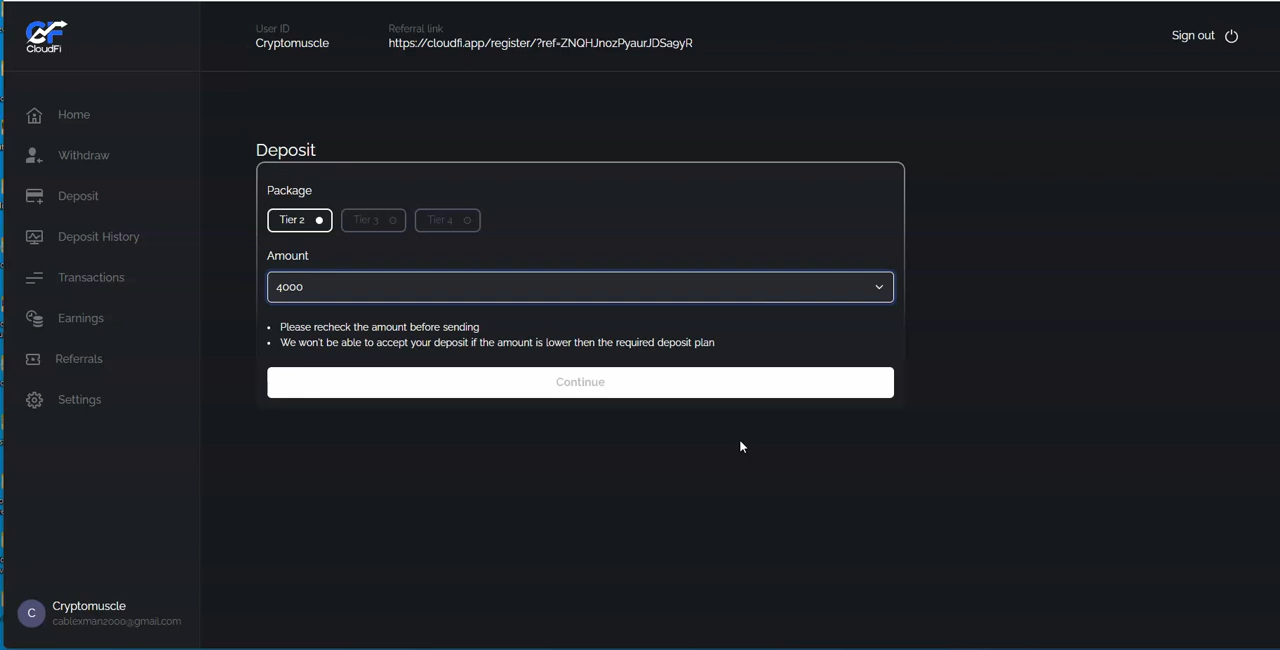 CF
CloudFi
User ID
Cryptomuscle
Referral link
https://cloudfi.app/register/?ref=ZNQHJnozPyaurJDSa9yR
Sign out
Home
Withdraw
Deposit
Deposit History
Transactions
Earnings
Referrals
Settings
Deposit
Package
Tier 2
Tier 3
Tier 4
Amount
4000
• Please recheck the amount before sending
• We won't be able to accept your deposit if the amount is lower then the required deposit plan
Continue
C
Cryptomuscle
cablexman2000@gmail.com